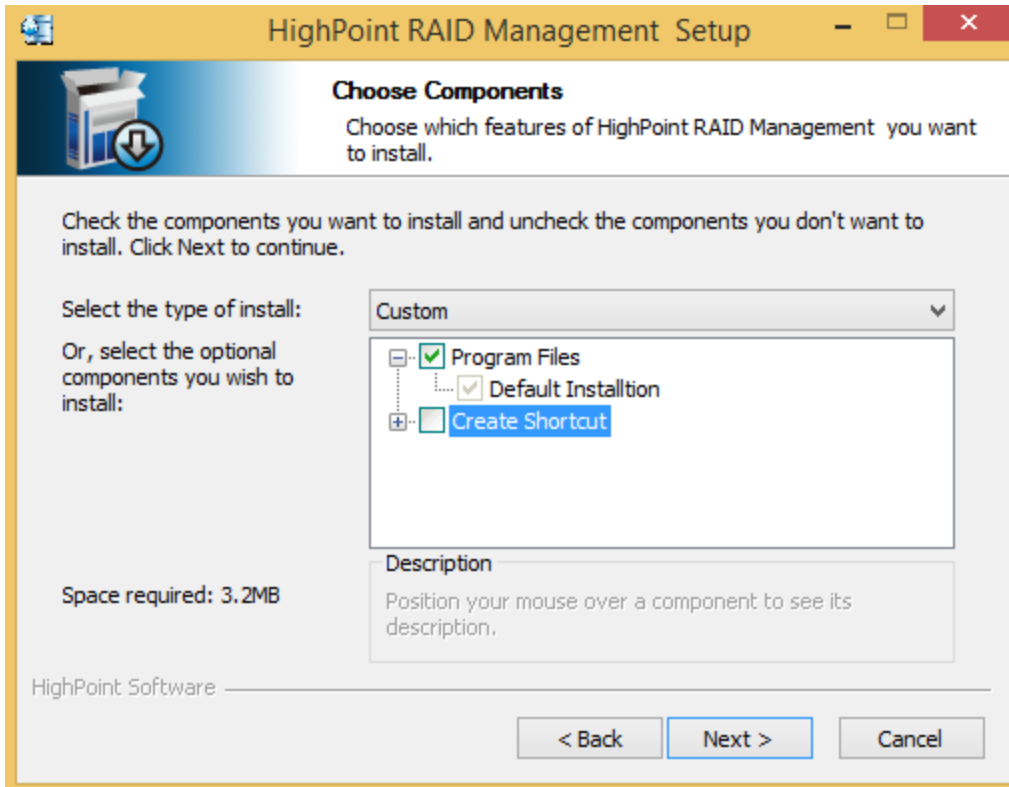 HighPoint RAID Management  Setup
Choose Components
Choose which features of HighPoint RAID Management  you want
to install.
Check the components you want to install and uncheck the components you don't want to
install. Click Next to continue.
Select the type of install:
Custom
Or, select the optional
components you wish to
install:
Program Files
Default Installtion
Create Shortcut
Space required: 3.2MB
Description
Position your mouse over a component to see its
description.
HighPoint Software
< Back
Next >
Cancel